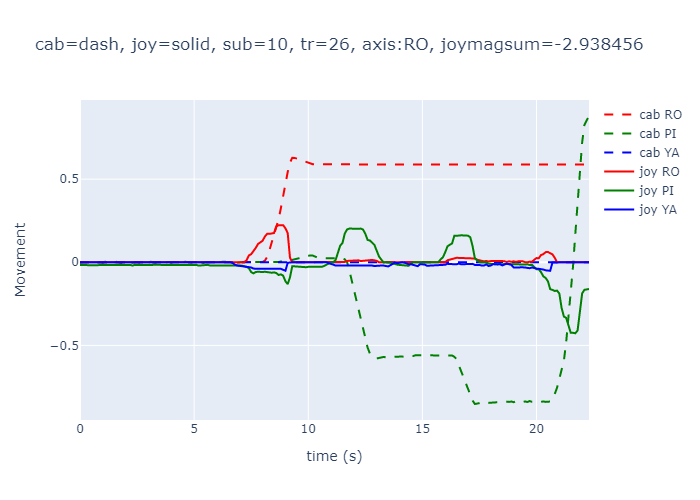 cab=dash, joy=solid, sub=10, tr=26, axis:RO, joymagsum=-2.938456
cab RO
cab PI
cab YA
joy RO
joy PI
joy YA
Movement
0.5
0
−0.5
0
5
10
15
20
time (s)